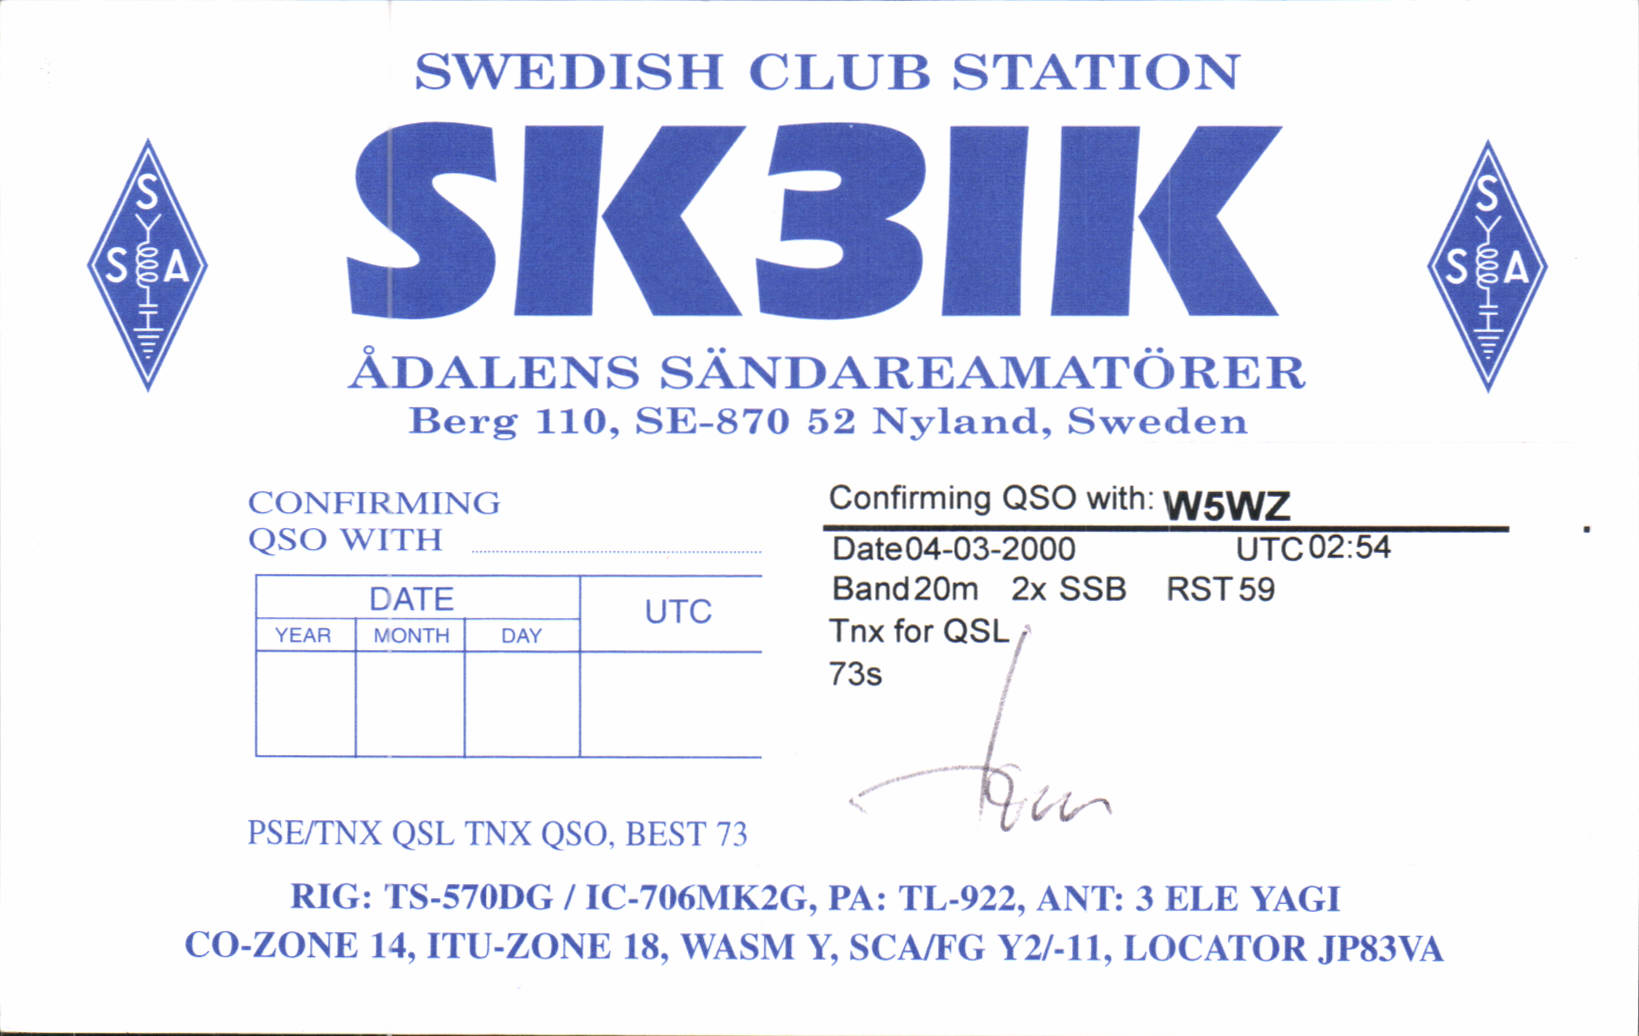 SWEDISH CLUB STATION
SK3IK
S
S A
S
S A
ÅDALENS SÄNDAREAMATÖRER
Berg 110, SE-870 52 Nyland, Sweden
CONFIRMING
QSO WITH
DATE
UTC
YEAR MONTH DAY
Confirming QSO with: W5WZ
Date 04-03-2000 UTC 02:54
Band 20m 2x SSB RST 59
Tnx for QSL
73s
PSE/TNX QSL TNX QSO, BEST 73
RIG: TS-570DG / IC-706MK2G, PA: TL-922, ANT: 3 ELE YAGI
CO-ZONE 14, ITU-ZONE 18, WASM Y, SCA/FG Y2/-11, LOCATOR JP83VA